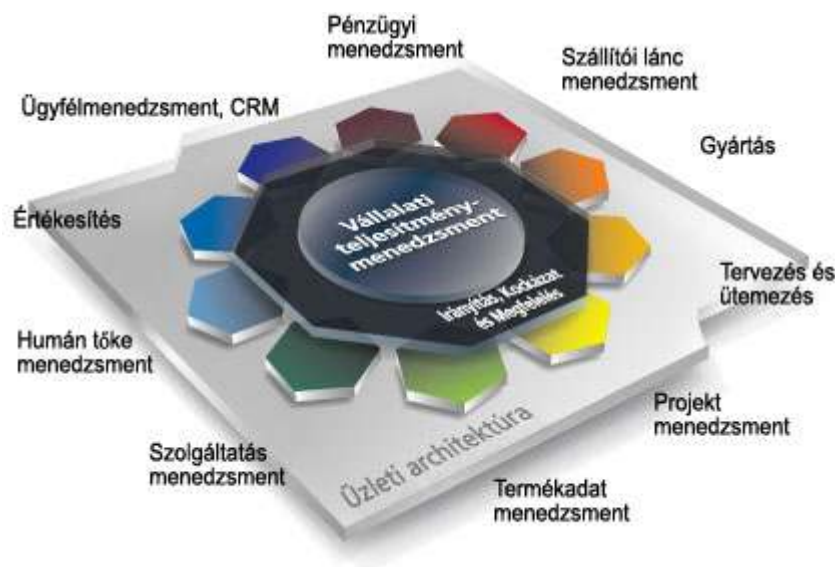 Pénzügyi
menedzsment
Szállítói lánc
menedzsment
Ügyfélmenedzsment, CRM
Gyártás
Értékesítés
Vállalati
teljesítmény-
menedzsment
Irányítás, Kockázat
és Megfelelés
Tervezés és
ütemezés
Humán tőke
menedzsment
Projekt
menedzsment
Szolgáltatás
menedzsment
Üzleti architektúra
Termékadat
menedzsment